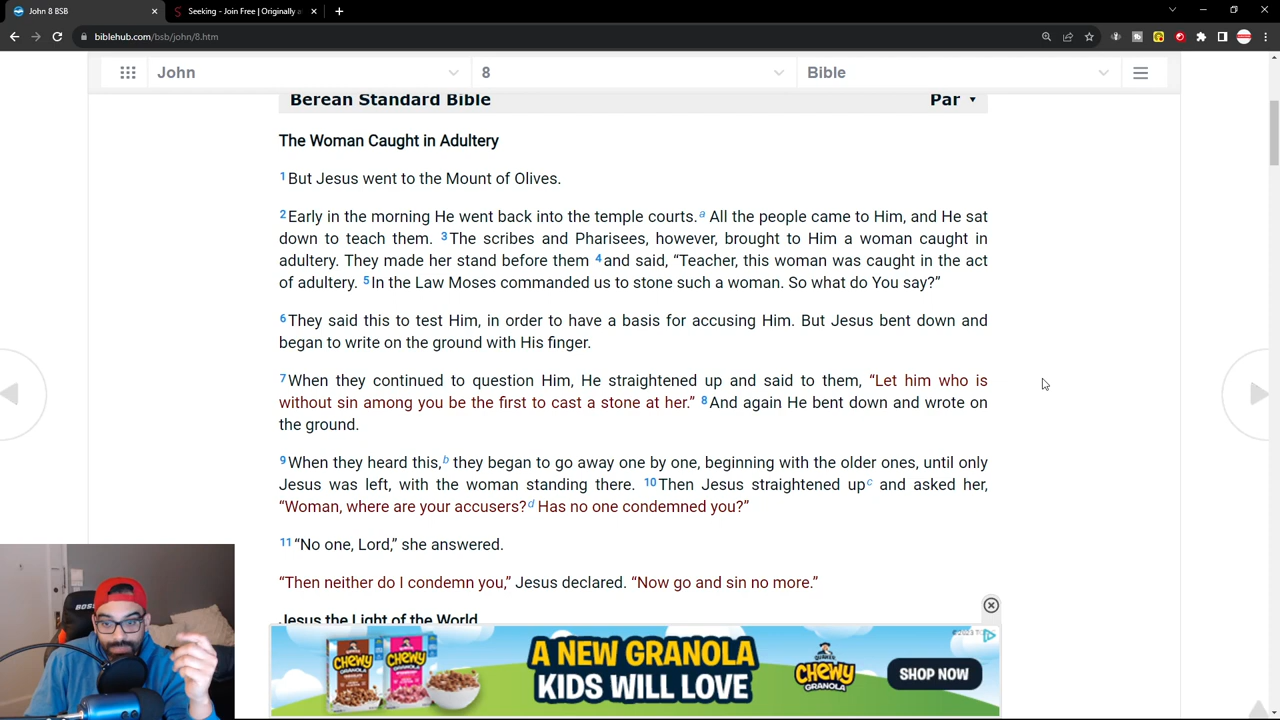 John 8 BSB
Seeking - Join Free | Originally a
biblehub.com/bsb/john/8.htm
John 8 Bible
Berean Standard Bible Par
The Woman Caught in Adultery
1 But Jesus went to the Mount of Olives.
2 Early in the morning He went back into the temple courts. a All the people came to Him, and He sat
down to teach them. 3 The scribes and Pharisees, however, brought to Him a woman caught in
adultery. They made her stand before them 4 and said, “Teacher, this woman was caught in the act
of adultery. 5 In the Law Moses commanded us to stone such a woman. So what do You say?”
6 They said this to test Him, in order to have a basis for accusing Him. But Jesus bent down and
began to write on the ground with His finger.
7 When they continued to question Him, He straightened up and said to them, “Let him who is
without sin among you be the first to cast a stone at her.” 8 And again He bent down and wrote on
the ground.
9 When they heard this, b they began to go away one by one, beginning with the older ones, until only
Jesus was left, with the woman standing there. 10 Then Jesus straightened up c and asked her,
“Woman, where are your accusers? d Has no one condemned you?”
11 “No one, Lord,” she answered.
“Then neither do I condemn you,” Jesus declared. “Now go and sin no more.”
Jesus the Light of the World
BOSS
QUAKER
CHEWY
GRANOLA
CHEWY
GRANOLA
A NEW GRANOLA
KIDS WILL LOVE
QUAKER
CHEWY
GRANOLA
SHOP NOW